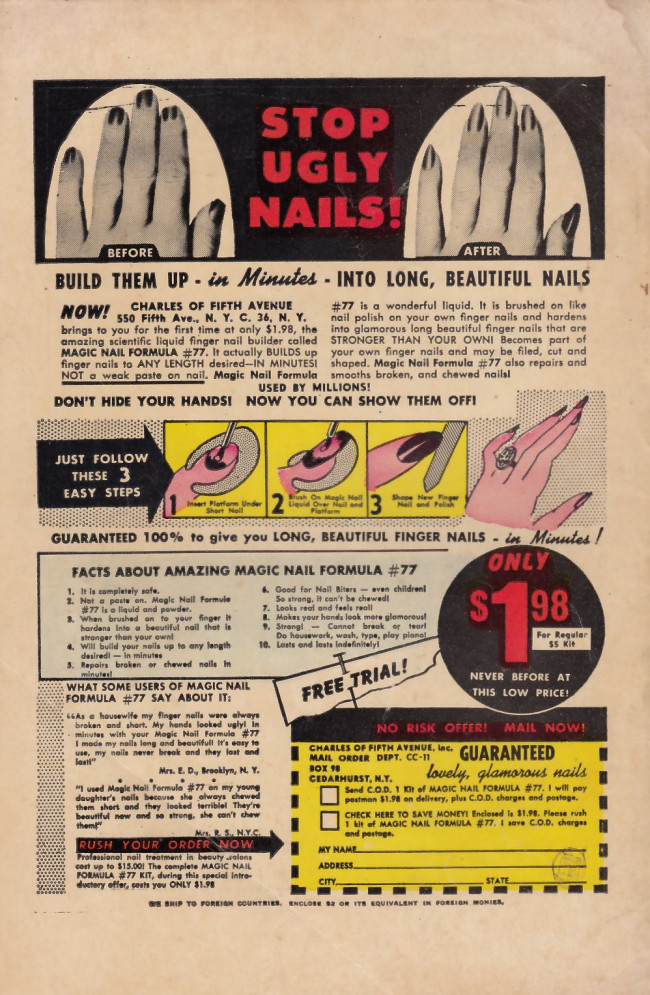 STOP
UGLY
NAILS!
BEFORE
AFTER
BUILD THEM UP - in Minutes - INTO LONG, BEAUTIFUL NAILS
NOW! CHARLES OF FIFTH AVENUE
550 Fifth Ave., N. Y. C. 36, N. Y.
brings to you for the first time at only $1.98, the
amazing scientific liquid finger nail builder called
MAGIC NAIL FORMULA #77. It actually BUILDS up
finger nails to ANY LENGTH desired—IN MINUTES!
NOT a weak paste on nail. Magic Nail Formula
#77 is a wonderful liquid. It is brushed on like
nail polish on your own finger nails and hardens
into glamorous long beautiful finger nails that are
STRONGER THAN YOUR OWN! Becomes part of
your own finger nails and may be filed, cut and
shaped. Magic Nail Formula #77 also repairs and
smooths broken, and chewed nails!
USED BY MILLIONS!
DON'T HIDE YOUR HANDS! NOW YOU CAN SHOW THEM OFF!
JUST FOLLOW
THESE 3
EASY STEPS
1 Insert Platform Under
Short Nail
2 Brush On Magic Nail
Liquid Over Nail and
Platform
3 Shape New Finger
Nail and Polish
GUARANTEED 100% to give you LONG, BEAUTIFUL FINGER NAILS - in Minutes!
FACTS ABOUT AMAZING MAGIC NAIL FORMULA #77
1. It is completely safe.
2. Not a paste on. Magic Nail Formula
#77 is a liquid and powder.
3. When brushed on to your finger it
hardens into a beautiful nail that is
stronger than your own!
4. Will build your nails up to any length
desired! — in minutes
5. Repairs broken or chewed nails in
minutes!
6. Good for Nail Biters — even children!
So strong, it can't be chewed!
7. Looks real and feels real!
8. Makes your hands look more glamorous!
9. Strong! — Cannot break or tear!
Do housework, wash, type, play piano!
10. Lasts and lasts indefinitely!
ONLY
$1.98
For Regular
$5 Kit
NEVER BEFORE AT
THIS LOW PRICE!
FREE TRIAL!
WHAT SOME USERS OF MAGIC NAIL
FORMULA #77 SAY ABOUT IT:
"As a housewife my finger nails were always
broken and short. My hands looked ugly! In
minutes with your Magic Nail Formula #77
I made my nails long and beautiful! It's easy to
use, my nails never break and they last and
last!"
Mrs. E. D., Brooklyn, N. Y.
"I used Magic Nail Formula #77 on my young
daughter's nails because she always chewed
them short and they looked terrible! They're
beautiful now and so strong, she can't chew
them!"
Mrs. R. S., N.Y.C.
RUSH YOUR ORDER NOW
Professional nail treatment in beauty salons
cost up to $15.00! The complete MAGIC NAIL
FORMULA #77 KIT, during this special intro-
ductory offer, costs you ONLY $1.98
NO RISK OFFER! MAIL NOW!
CHARLES OF FIFTH AVENUE, Inc.
MAIL ORDER DEPT. CC-11
BOX 98
CEDARHURST, N.Y.
GUARANTEED
lovely, glamorous nails
Send C.O.D. 1 Kit of MAGIC NAIL FORMULA #77. I will pay
postman $1.98 on delivery, plus C.O.D. charges and postage.
CHECK HERE TO SAVE MONEY! Enclosed is $1.98. Please rush
1 kit of MAGIC NAIL FORMULA #77. I save C.O.D. charges
and postage.
MY NAME
ADDRESS
CITY STATE
WE SHIP TO FOREIGN COUNTRIES. ENCLOSE $2 OR ITS EQUIVALENT IN FOREIGN MONIES.